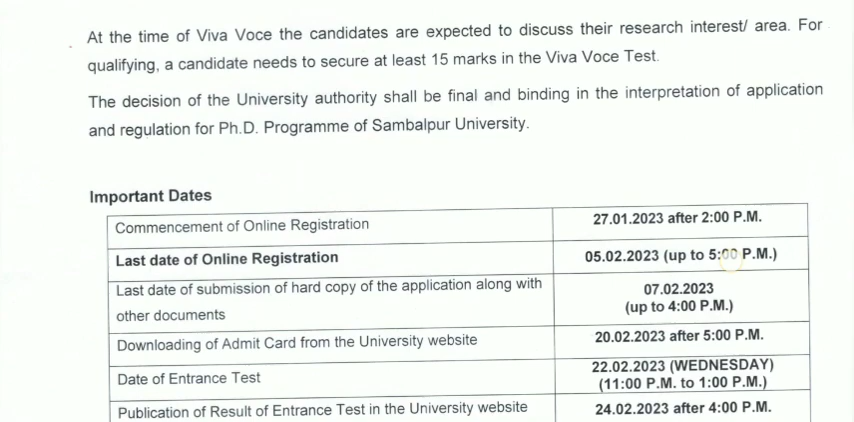 At the time of Viva Voce the candidates are expected to discuss their research interest/ area. For
qualifying, a candidate needs to secure at least 15 marks in the Viva Voce Test.
The decision of the University authority shall be final and binding in the interpretation of application
and regulation for Ph.D. Programme of Sambalpur University.
Important Dates
Commencement of Online Registration 27.01.2023 after 2:00 P.M.
Last date of Online Registration 05.02.2023 (up to 5:00 P.M.)
Last date of submission of hard copy of the application along with
other documents
07.02.2023
(up to 4:00 P.M.)
Downloading of Admit Card from the University website 20.02.2023 after 5:00 P.M.
Date of Entrance Test
22.02.2023 (WEDNESDAY)
(11:00 P.M. to 1:00 P.M.)
Publication of Result of Entrance Test in the University website 24.02.2023 after 4:00 P.M.